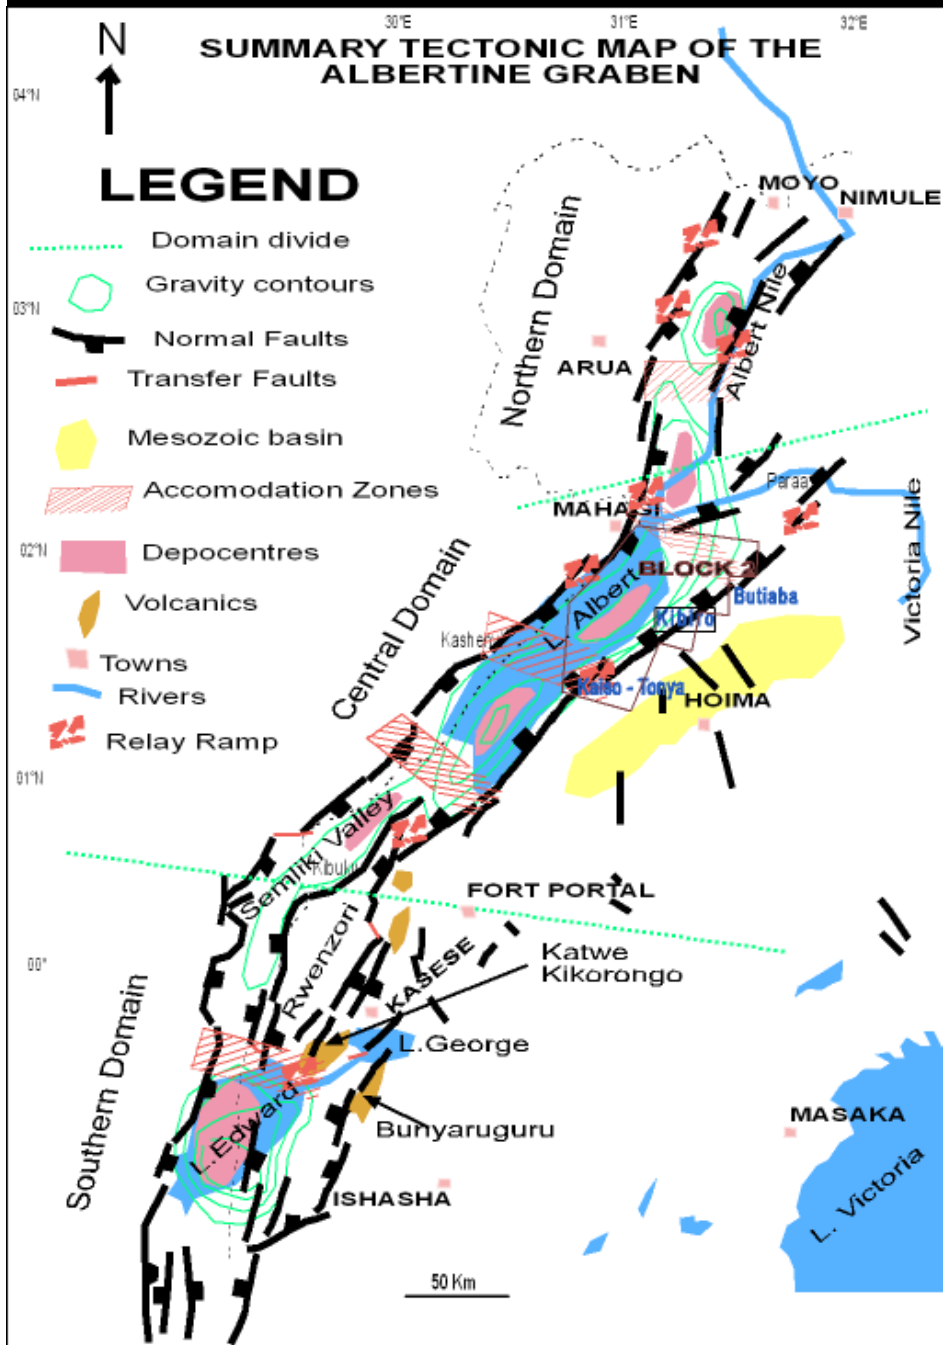 30°E
31°E
32°E
N
SUMMARY TECTONIC MAP OF THE
ALBERTINE GRABEN
04°N
LEGEND
Domain divide
Gravity contours
03°N
Normal Faults
Transfer Faults
Mesozoic basin
Accomodation Zones
02°N
Depocentres
Volcanics
Towns
Rivers
Relay Ramp
01°N
00°
MOYO
NIMULE
Northern Domain
Albert Nile
ARUA
Paraa
MAHAGI
Victoria Nile
Central Domain
BLOCK 2
L. Albert
Butiaba
Kibiro
Kaiso - Tonya
HOIMA
Semliki Valley
FORT PORTAL
Rwenzori
KASESE
Katwe
Kikorongo
Southern Domain
L.George
L.Edward
Bunyaruguru
MASAKA
ISHASHA
L. Victoria
50 Km